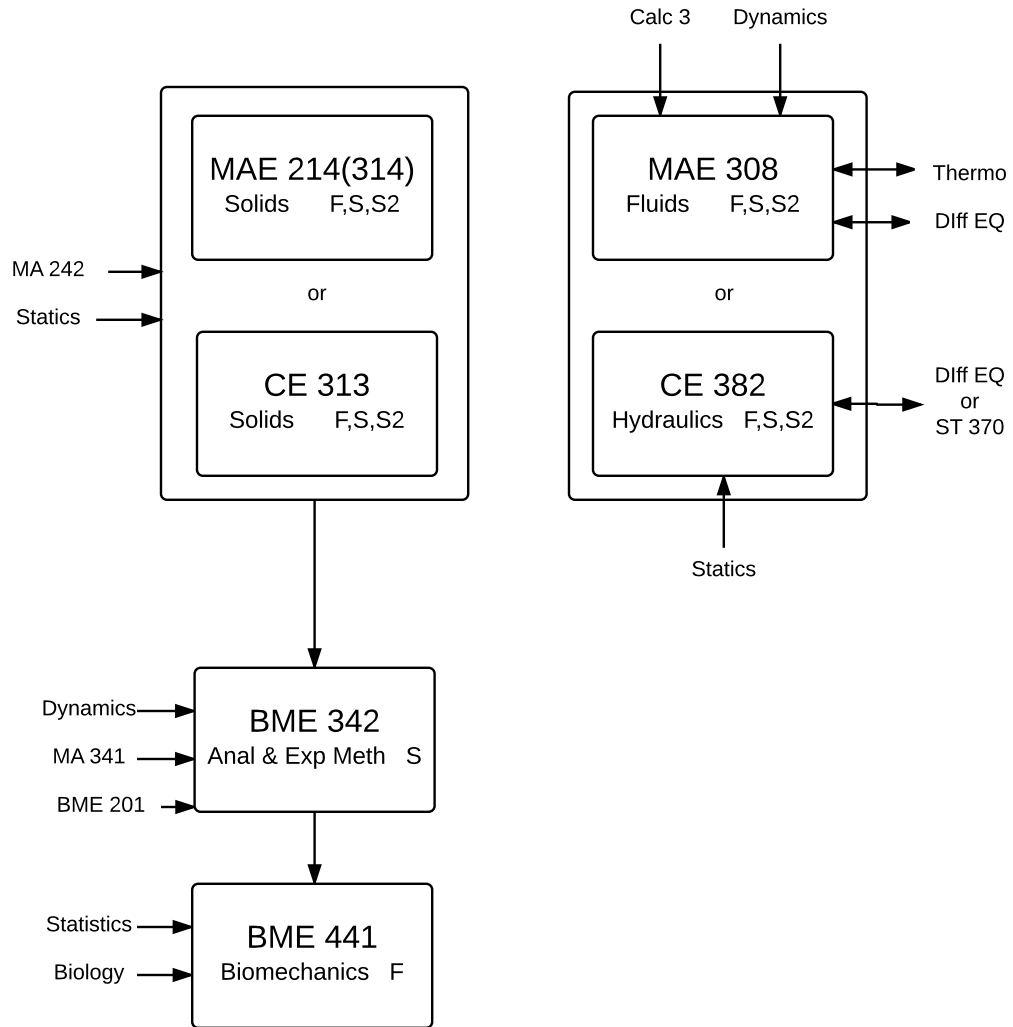 Calc 3
Dynamics
MAE 214(314)
Solids F,S,S2
MA 242
Statics
or
CE 313
Solids F,S,S2
MAE 308
Fluids F,S,S2
Thermo
DIff EQ
or
CE 382
Hydraulics F,S,S2
DIff EQ
or
ST 370
Statics
Dynamics
MA 341
BME 201
BME 342
Anal & Exp Meth S
Statistics
Biology
BME 441
Biomechanics F